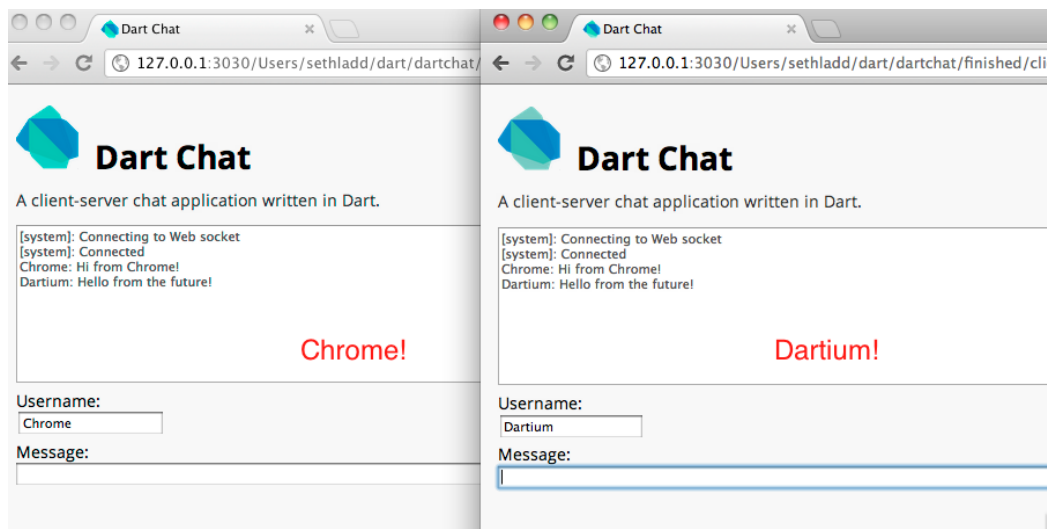 Dart Chat
127.0.0.1:3030/Users/sethladd/dart/dartchat/
Dart Chat
A client-server chat application written in Dart.
[system]: Connecting to Web socket
[system]: Connected
Chrome: Hi from Chrome!
Dartium: Hello from the future!
Chrome!
Username:
Chrome
Message:
Dart Chat
127.0.0.1:3030/Users/sethladd/dart/dartchat/finished/cli
Dart Chat
A client-server chat application written in Dart.
[system]: Connecting to Web socket
[system]: Connected
Chrome: Hi from Chrome!
Dartium: Hello from the future!
Dartium!
Username:
Dartium
Message: